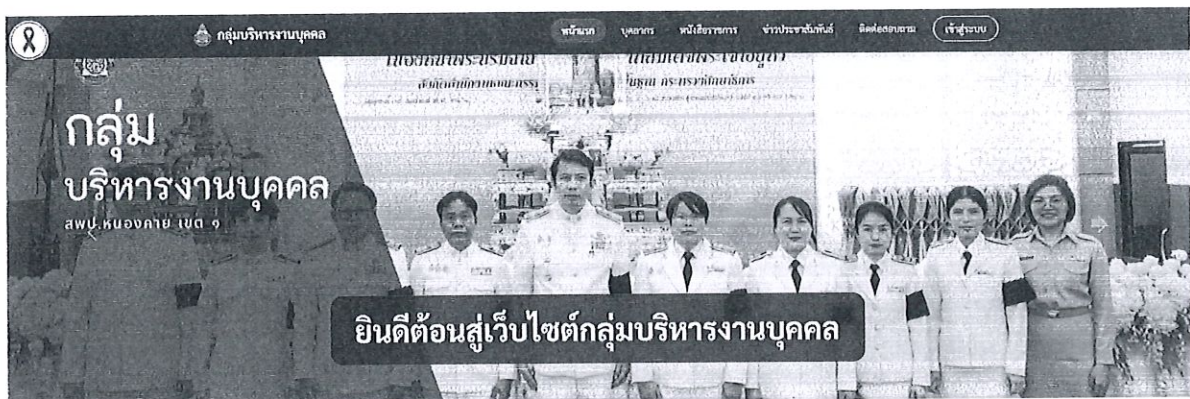 กลุ่มบริหารงานบุคคล
หน้าแรก บุคลากร หนังสือราชการ ข่าวประชาสัมพันธ์ ติดต่อสอบถาม เข้าสู่ระบบ
กลุ่ม
บริหารงานบุคคล
สพป.หนองคาย เขต ๑
ยินดีต้อนสู่เว็บไซต์กลุ่มบริหารงานบุคคล